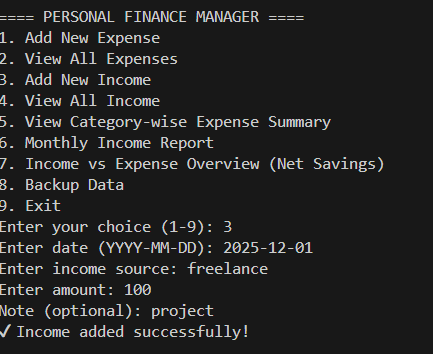 ==== PERSONAL FINANCE MANAGER ====
1. Add New Expense
2. View All Expenses
3. Add New Income
4. View All Income
5. View Category-wise Expense Summary
6. Monthly Income Report
7. Income vs Expense Overview (Net Savings)
8. Backup Data
9. Exit
Enter your choice (1-9): 3
Enter date (YYYY-MM-DD): 2025-12-01
Enter income source: freelance
Enter amount: 100
Note (optional): project
✓ Income added successfully!